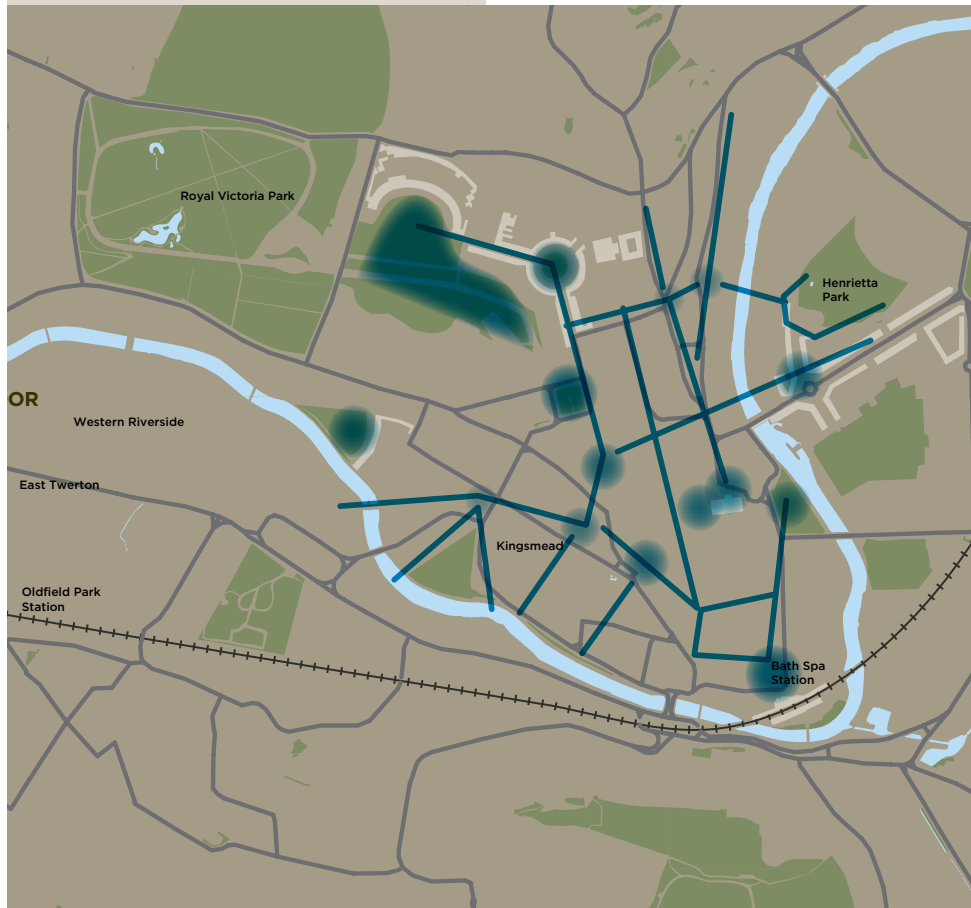 Royal Victoria Park
Henrietta
Park
OR
Western Riverside
East Twerton
Kingsmead
Oldfield Park
Station
Bath Spa
Station